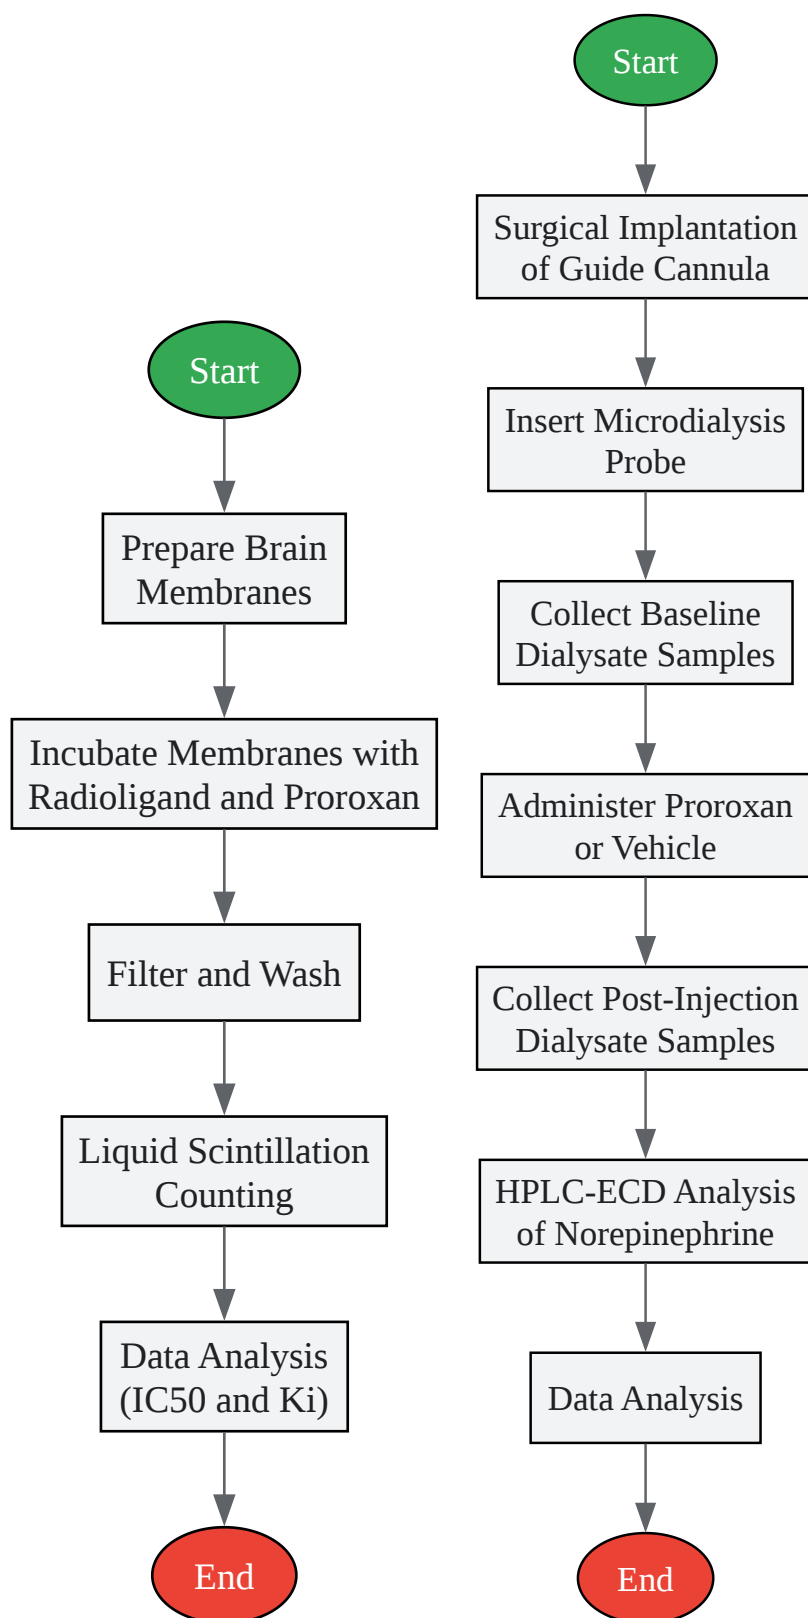 Start
Prepare Brain
Membranes
Incubate Membranes with
Radioligand and Proroxan
Filter and Wash
Liquid Scintillation
Counting
Data Analysis
(IC50 and Ki)
End
Start
Surgical Implantation
of Guide Cannula
Insert Microdialysis
Probe
Collect Baseline
Dialysate Samples
Administer Proroxan
or Vehicle
Collect Post-Injection
Dialysate Samples
HPLC-ECD Analysis
of Norepinephrine
Data Analysis
End